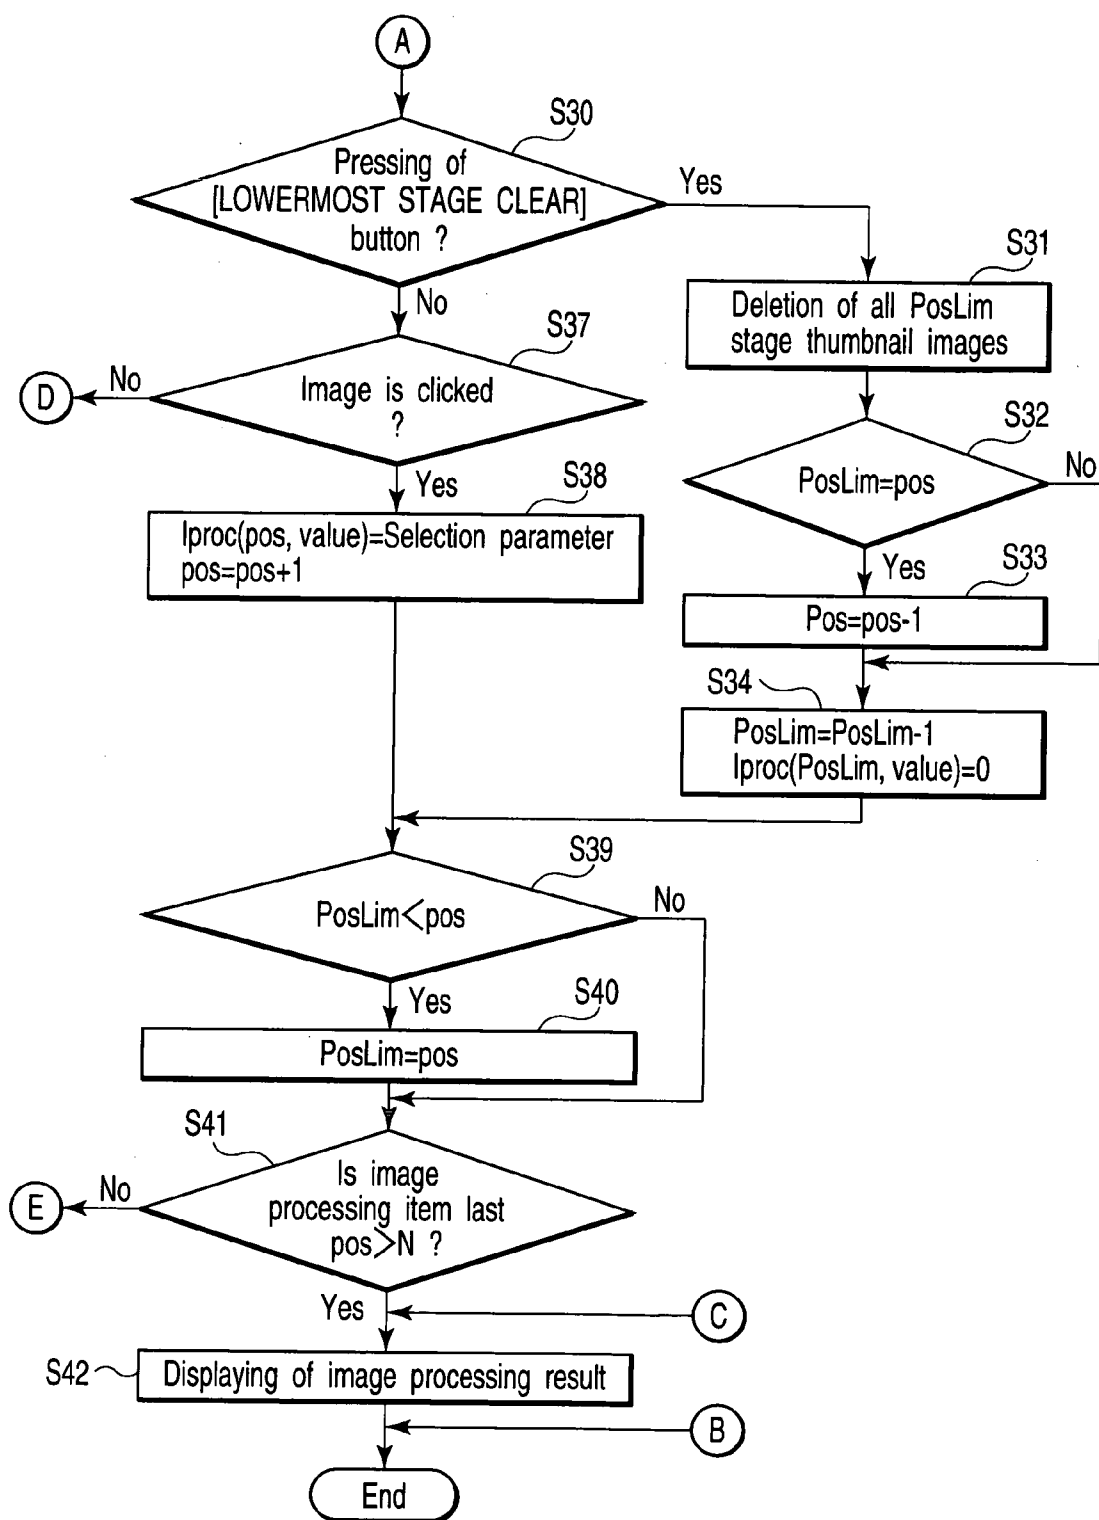 A
S30
Pressing of
[LOWERMOST STAGE CLEAR]
button ?
Yes
No
S31
Deletion of all PosLim
stage thumbnail images
S37
Image is clicked
?
No
D
Yes
S32
PosLim=pos
No
Yes
S38
Iproc(pos, value)=Selection parameter
pos=pos+1
S33
Pos=pos-1
S34
PosLim=PosLim-1
Iproc(PosLim, value)=0
S39
PosLim<pos
No
Yes
S40
PosLim=pos
S41
Is image
processing item last
pos>N ?
No
E
Yes
C
S42
Displaying of image processing result
B
End